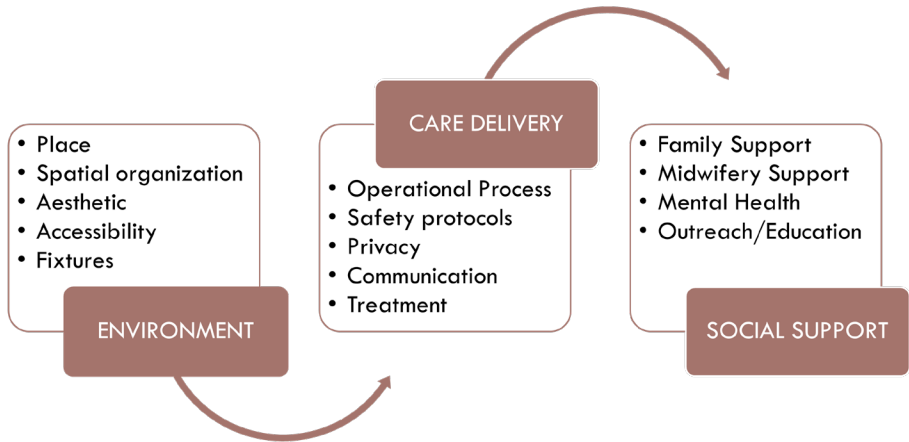 • Place
• Spatial organization
• Aesthetic
• Accessibility
• Fixtures
ENVIRONMENT
CARE DELIVERY
• Operational Process
• Safety protocols
• Privacy
• Communication
• Treatment
• Family Support
• Midwifery Support
• Mental Health
• Outreach/Education
SOCIAL SUPPORT